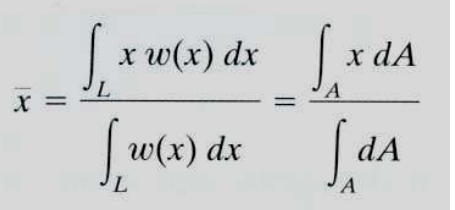 x̄ = ∫_L x w(x) dx / ∫_L w(x) dx = ∫_A x dA / ∫_A dA